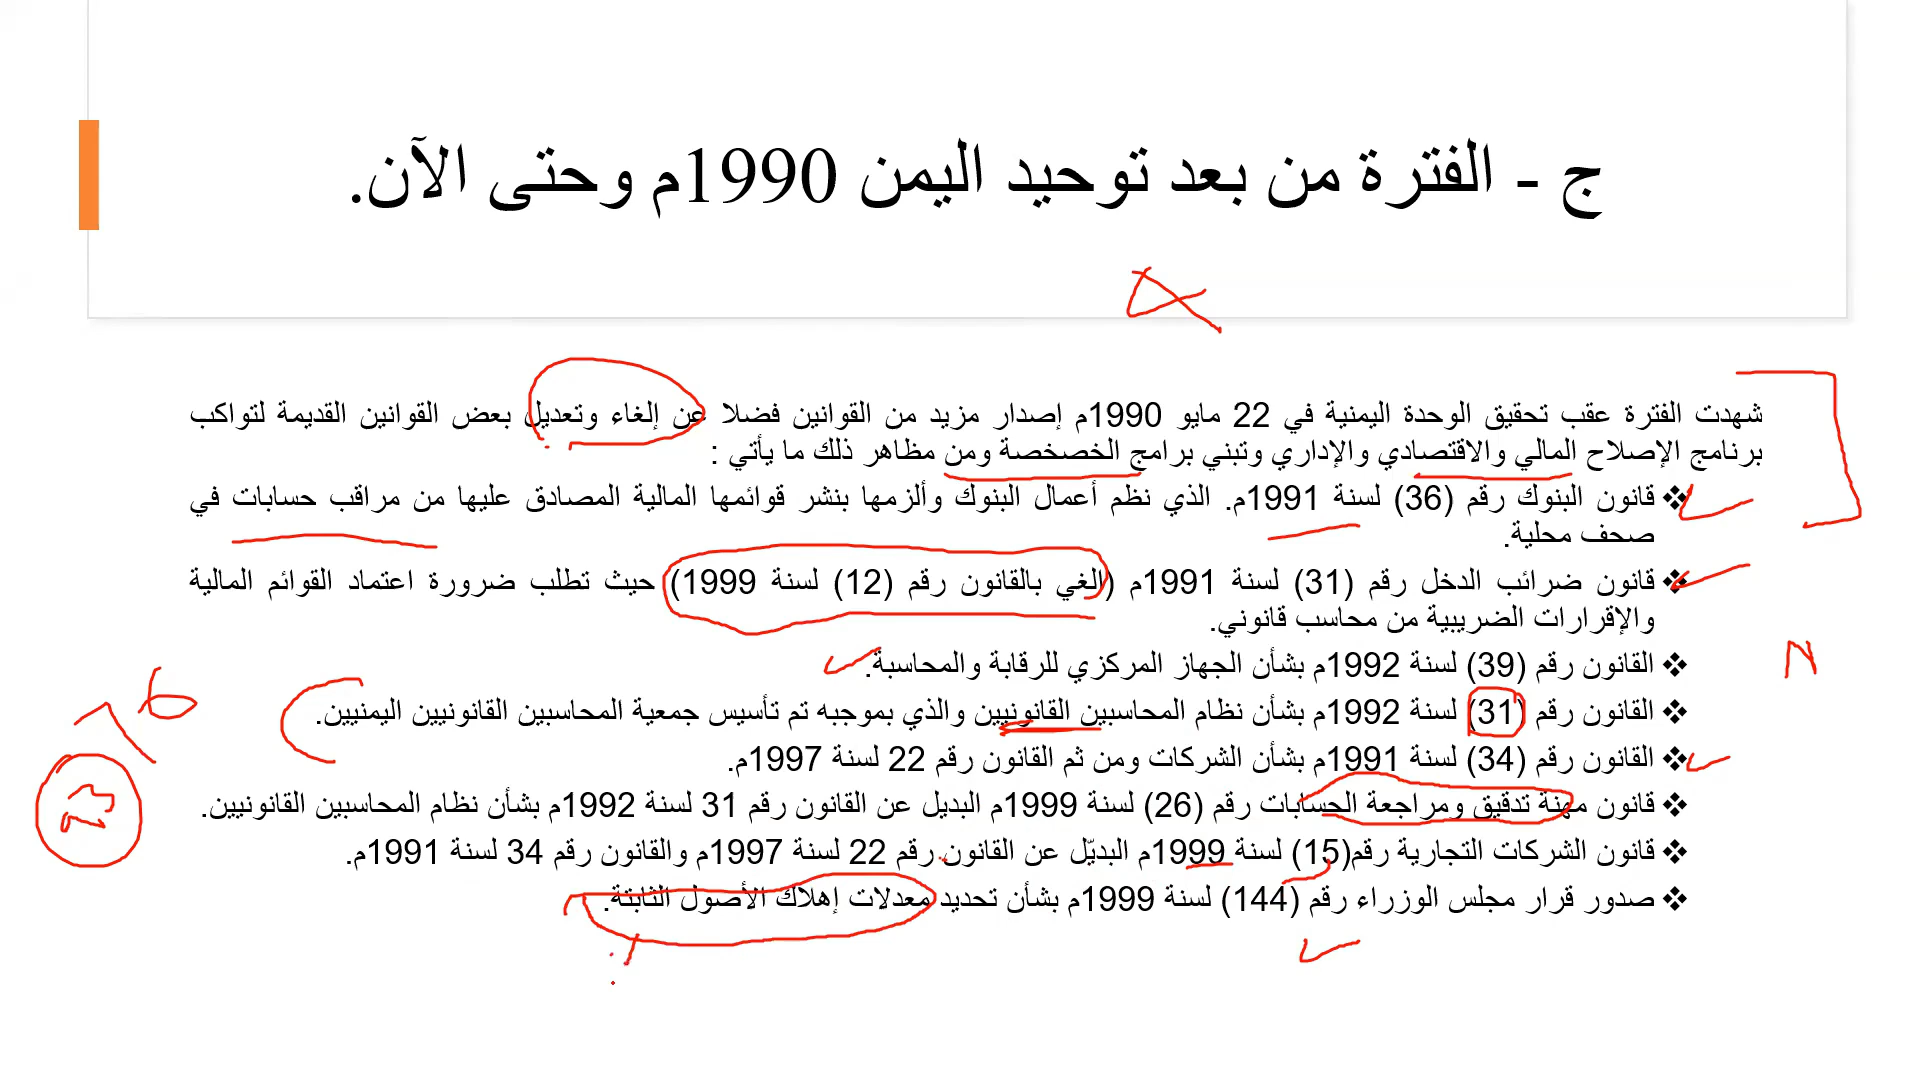 ج - الفترة من بعد توحيد اليمن 1990م وحتى الآن.
شهدت الفترة عقب تحقيق الوحدة اليمنية في 22 مايو 1990م إصدار مزيد من القوانين فضلا عن إلغاء وتعديل بعض القوانين القديمة لتواكب
برنامج الإصلاح المالي والاقتصادي والإداري وتبني برامج الخصخصة ومن مظاهر ذلك ما يأتي :
❖ قانون البنوك رقم (36) لسنة 1991م. الذي نظم أعمال البنوك وألزمها بنشر قوائمها المالية المصادق عليها من مراقب حسابات في
صحف محلية.
❖ قانون ضرائب الدخل رقم (31) لسنة 1991م (الغي بالقانون رقم (12) لسنة 1999) حيث تطلب ضرورة اعتماد القوائم المالية
والإقرارات الضريبية من محاسب قانوني.
❖ القانون رقم (39) لسنة 1992م بشأن الجهاز المركزي للرقابة والمحاسبة.
❖ القانون رقم (31) لسنة 1992م بشأن نظام المحاسبين القانونيين والذي بموجبه تم تأسيس جمعية المحاسبين القانونيين اليمنيين.
❖ القانون رقم (34) لسنة 1991م بشأن الشركات ومن ثم القانون رقم 22 لسنة 1997م.
❖ قانون مهنة تدقيق ومراجعة الحسابات رقم (26) لسنة 1999م البديل عن القانون رقم 31 لسنة 1992م بشأن نظام المحاسبين القانونيين.
❖ قانون الشركات التجارية رقم(15) لسنة 1999م البديّل عن القانون رقم 22 لسنة 1997م والقانون رقم 34 لسنة 1991م.
❖ صدور قرار مجلس الوزراء رقم (144) لسنة 1999م بشأن تحديد معدلات إهلاك الأصول الثابتة.